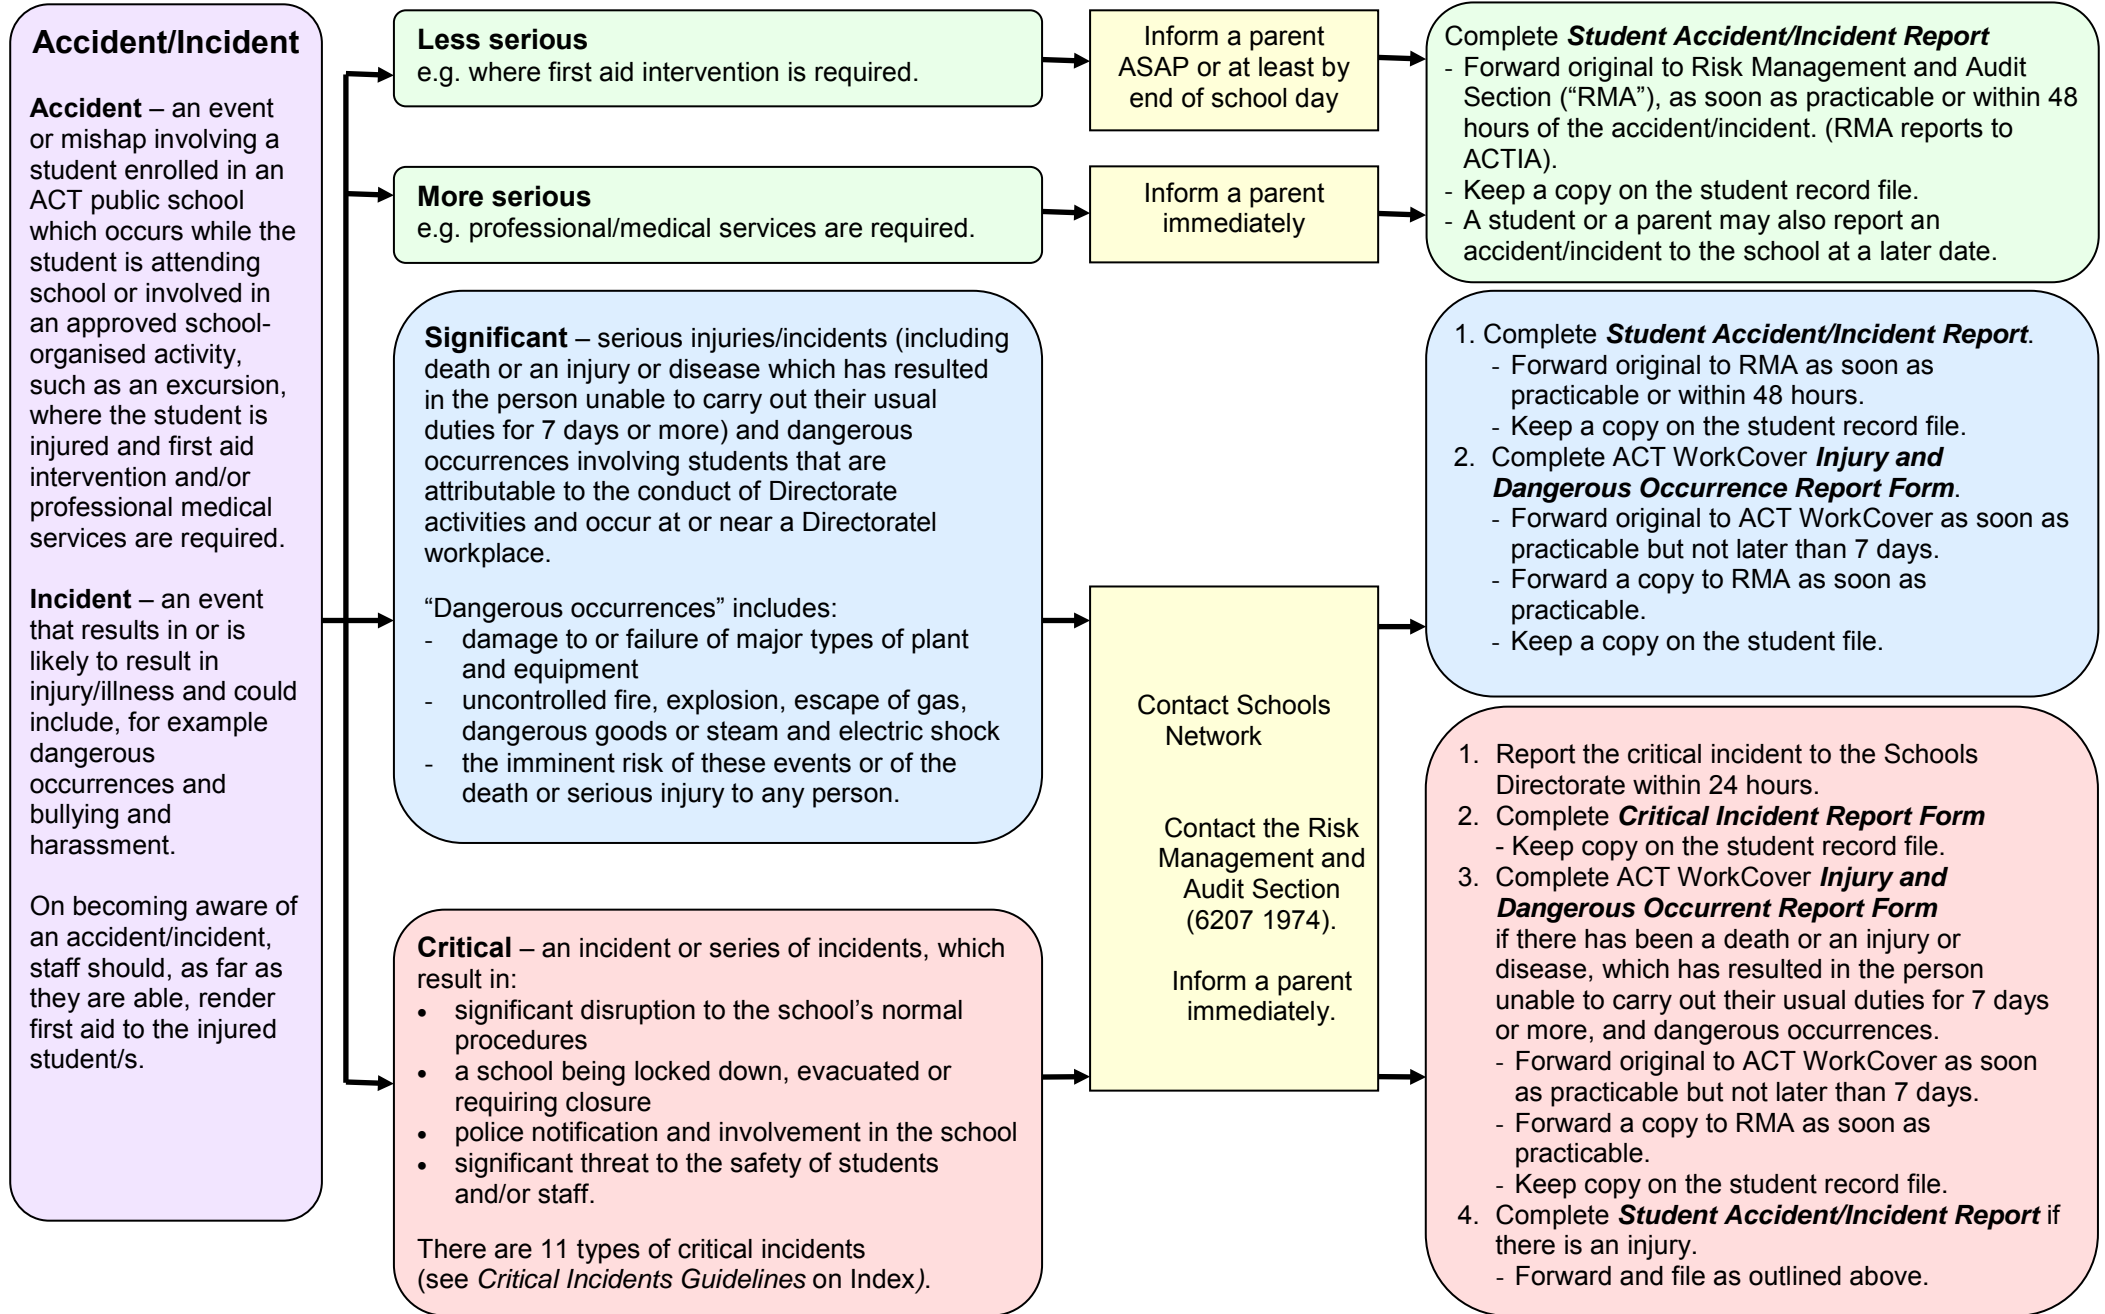 Accident/Incident
Accident – an event
or mishap involving a
student enrolled in an
ACT public school
which occurs while the
student is attending
school or involved in
an approved school-
organised activity,
such as an excursion,
where the student is
injured and first aid
intervention and/or
professional medical
services are required.
Incident – an event
that results in or is
likely to result in
injury/illness and could
include, for example
dangerous
occurrences and
bullying and
harassment.
On becoming aware of
an accident/incident,
staff should, as far as
they are able, render
first aid to the injured
student/s.
Less serious
e.g. where first aid intervention is required.
Inform a parent
ASAP or at least by
end of school day
More serious
e.g. professional/medical services are required.
Inform a parent
immediately
Complete Student Accident/Incident Report
- Forward original to Risk Management and Audit
Section (“RMA”), as soon as practicable or within 48
hours of the accident/incident. (RMA reports to
ACTIA).
- Keep a copy on the student record file.
- A student or a parent may also report an
accident/incident to the school at a later date.
Significant – serious injuries/incidents (including
death or an injury or disease which has resulted
in the person unable to carry out their usual
duties for 7 days or more) and dangerous
occurrences involving students that are
attributable to the conduct of Directorate
activities and occur at or near a Directoratel
workplace.
“Dangerous occurrences” includes:
- damage to or failure of major types of plant
and equipment
- uncontrolled fire, explosion, escape of gas,
dangerous goods or steam and electric shock
- the imminent risk of these events or of the
death or serious injury to any person.
Critical – an incident or series of incidents, which
result in:
• significant disruption to the school’s normal
procedures
• a school being locked down, evacuated or
requiring closure
• police notification and involvement in the school
• significant threat to the safety of students
and/or staff.
There are 11 types of critical incidents
(see Critical Incidents Guidelines on Index).
Contact Schools
Network
Contact the Risk
Management and
Audit Section
(6207 1974).
Inform a parent
immediately.
1. Complete Student Accident/Incident Report.
- Forward original to RMA as soon as
practicable or within 48 hours.
- Keep a copy on the student record file.
2. Complete ACT WorkCover Injury and
Dangerous Occurrence Report Form.
- Forward original to ACT WorkCover as soon as
practicable but not later than 7 days.
- Forward a copy to RMA as soon as
practicable.
- Keep a copy on the student file.
1. Report the critical incident to the Schools
Directorate within 24 hours.
2. Complete Critical Incident Report Form
- Keep copy on the student record file.
3. Complete ACT WorkCover Injury and
Dangerous Occurrent Report Form
if there has been a death or an injury or
disease, which has resulted in the person
unable to carry out their usual duties for 7 days
or more, and dangerous occurrences.
- Forward original to ACT WorkCover as soon
as practicable but not later than 7 days.
- Forward a copy to RMA as soon as
practicable.
- Keep copy on the student record file.
4. Complete Student Accident/Incident Report if
there is an injury.
- Forward and file as outlined above.